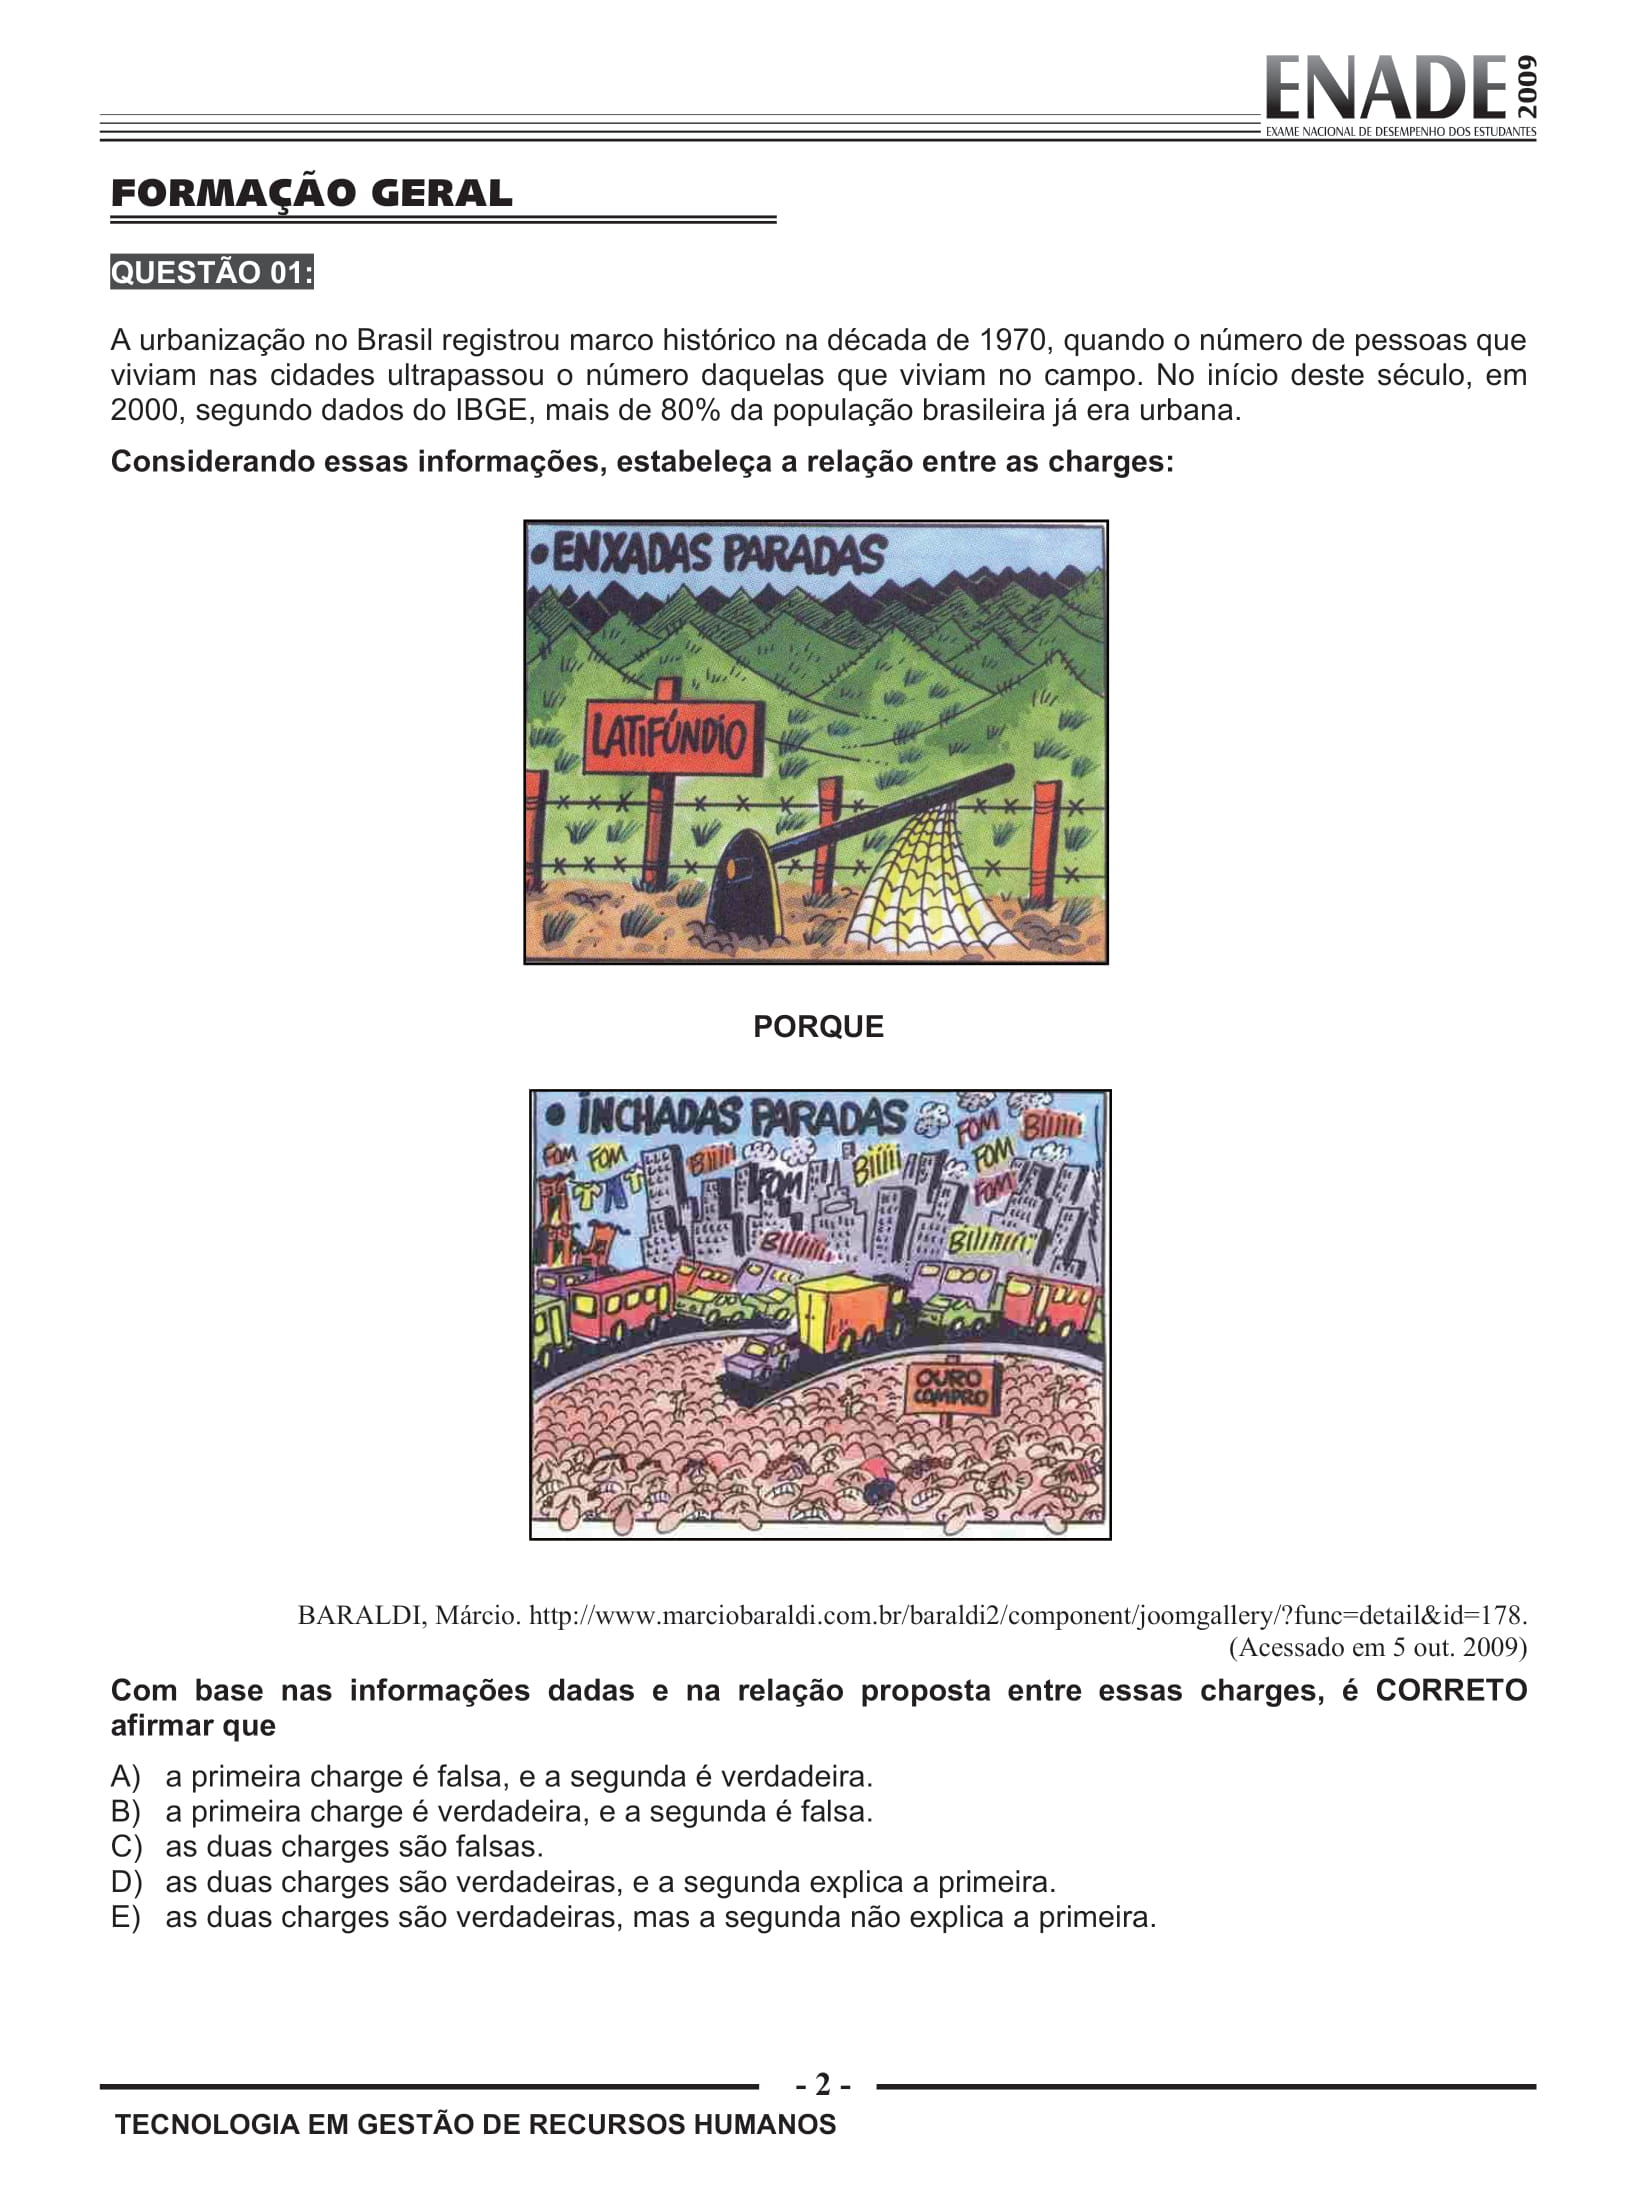 ENADE 2009
EXAME NACIONAL DE DESEMPENHO DOS ESTUDANTES
FORMAÇÃO GERAL
QUESTÃO 01:
A urbanização no Brasil registrou marco histórico na década de 1970, quando o número de pessoas que
viviam nas cidades ultrapassou o número daquelas que viviam no campo. No início deste século, em
2000, segundo dados do IBGE, mais de 80% da população brasileira já era urbana.
Considerando essas informações, estabeleça a relação entre as charges:
• ENXADAS PARADAS
LATIFÚNDIO
PORQUE
• INCHADAS PARADAS
FOM
BIIIII
FOM
FOM
BIIIII
BIIIII
FOM
FOM
FOM
BIIIIII
BIIIIII
OURO
COMPRO
BARALDI, Márcio. http://www.marciobaraldi.com.br/baraldi2/component/joomgallery/?func=detail&id=178.
(Acessado em 5 out. 2009)
Com base nas informações dadas e na relação proposta entre essas charges, é CORRETO
afirmar que
A) a primeira charge é falsa, e a segunda é verdadeira.
B) a primeira charge é verdadeira, e a segunda é falsa.
C) as duas charges são falsas.
D) as duas charges são verdadeiras, e a segunda explica a primeira.
E) as duas charges são verdadeiras, mas a segunda não explica a primeira.
- 2 -
TECNOLOGIA EM GESTÃO DE RECURSOS HUMANOS